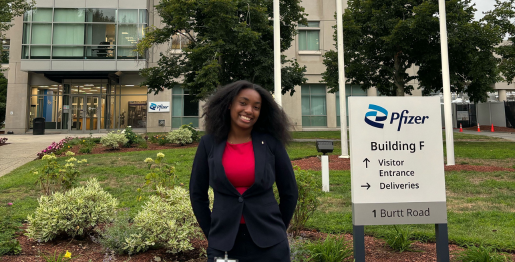 Pfizer
Pfizer
Building F
↑ Visitor
Entrance
→ Deliveries
1 Burtt Road